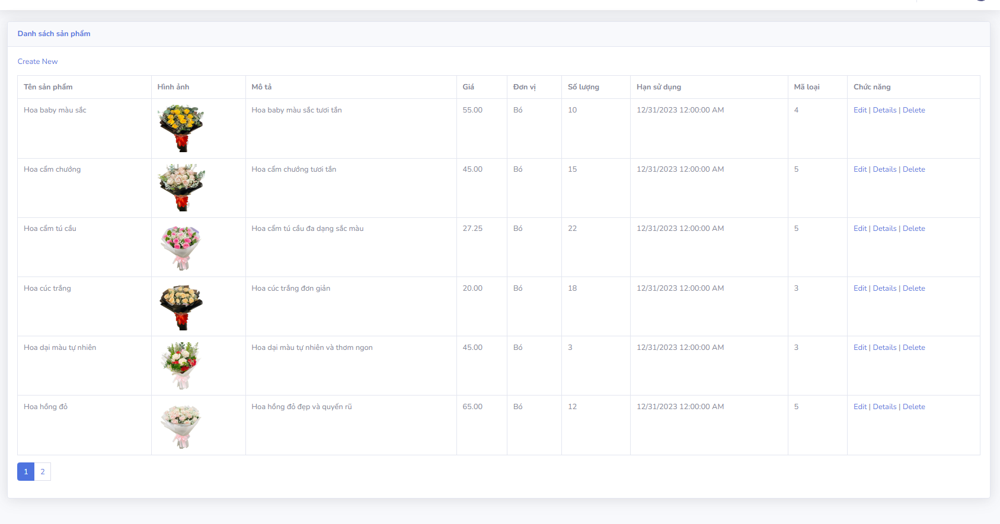 Danh sách sản phẩm
Create New
Tên sản phẩm Hình ảnh Mô tả Giá Đơn vị Số lượng Hạn sử dụng Mã loại Chức năng
Hoa baby màu sắc Hoa baby màu sắc tươi tắn 55.00 Bó 10 12/31/2023 12:00:00 AM 4 Edit | Details | Delete
Hoa cẩm chướng Hoa cẩm chướng tươi tắn 45.00 Bó 15 12/31/2023 12:00:00 AM 5 Edit | Details | Delete
Hoa cẩm tú cầu Hoa cẩm tú cầu đa dạng sắc màu 27.25 Bó 22 12/31/2023 12:00:00 AM 5 Edit | Details | Delete
Hoa cúc trắng Hoa cúc trắng đơn giản 20.00 Bó 18 12/31/2023 12:00:00 AM 3 Edit | Details | Delete
Hoa dại màu tự nhiên Hoa dại màu tự nhiên và thơm ngon 45.00 Bó 3 12/31/2023 12:00:00 AM 3 Edit | Details | Delete
Hoa hồng đỏ Hoa hồng đỏ đẹp và quyến rũ 65.00 Bó 12 12/31/2023 12:00:00 AM 5 Edit | Details | Delete
1 2